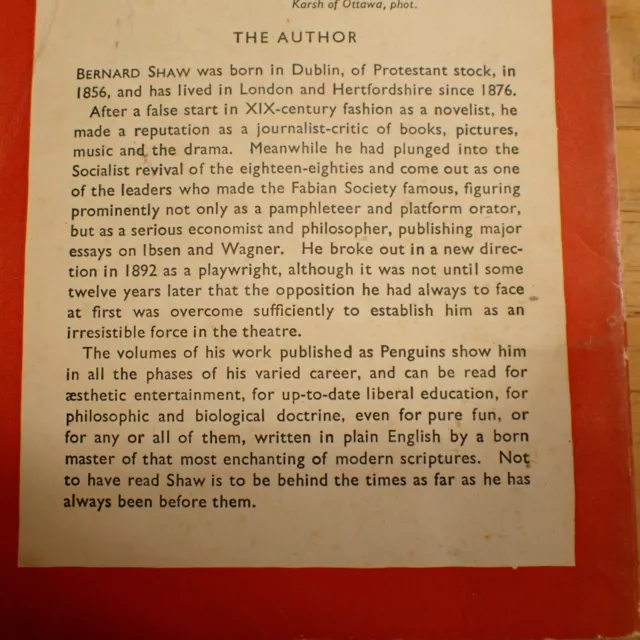 Karsh of Ottawa, phot.
THE AUTHOR
BERNARD SHAW was born in Dublin, of Protestant stock, in
1856, and has lived in London and Hertfordshire since 1876.
After a false start in XIX-century fashion as a novelist, he
made a reputation as a journalist-critic of books, pictures,
music and the drama. Meanwhile he had plunged into the
Socialist revival of the eighteen-eighties and come out as one
of the leaders who made the Fabian Society famous, figuring
prominently not only as a pamphleteer and platform orator,
but as a serious economist and philosopher, publishing major
essays on Ibsen and Wagner. He broke out in a new direc-
tion in 1892 as a playwright, although it was not until some
twelve years later that the opposition he had always to face
at first was overcome sufficiently to establish him as an
irresistible force in the theatre.
The volumes of his work published as Penguins show him
in all the phases of his varied career, and can be read for
æsthetic entertainment, for up-to-date liberal education, for
philosophic and biological doctrine, even for pure fun, or
for any or all of them, written in plain English by a born
master of that most enchanting of modern scriptures. Not
to have read Shaw is to be behind the times as far as he has
always been before them.